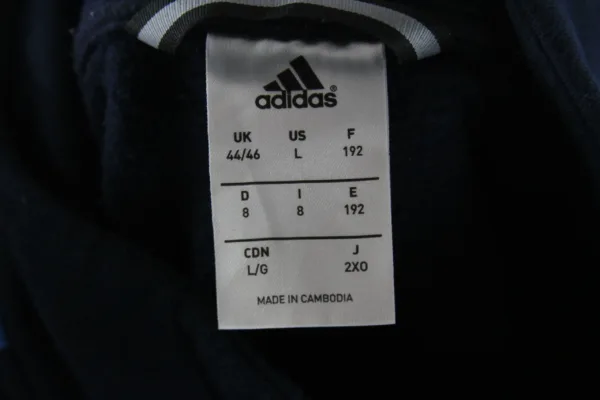 adidas®
UK US F
44/46 L 192
D I E
8 8 192
CDN J
L/G 2XO
MADE IN CAMBODIA